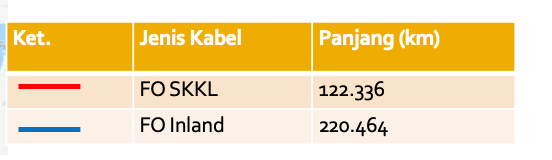 Ket. Jenis Kabel Panjang (km)
FO SKKL 122.336
FO Inland 220.464